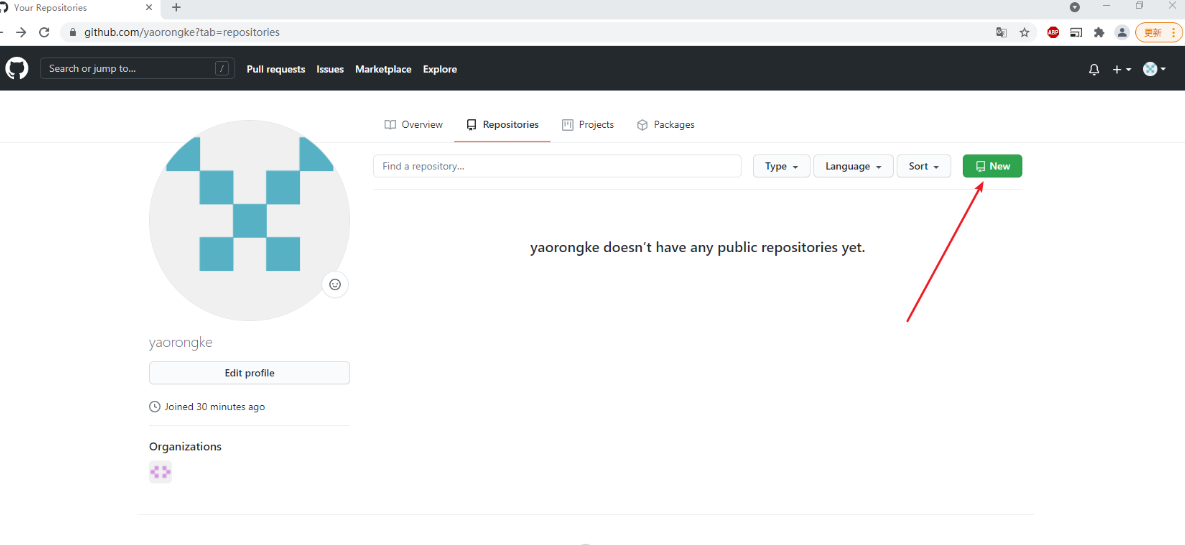 Your Repositories
github.com/yaorongke?tab=repositories
ABP
更新
Search or jump to... /
Pull requests Issues Marketplace Explore
Overview Repositories Projects Packages
Find a repository... Type Language Sort New
yaorongke doesn't have any public repositories yet.
yaorongke
Edit profile
Joined 30 minutes ago
Organizations